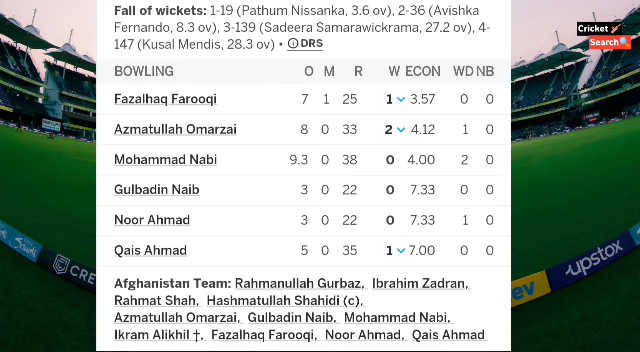 Fall of wickets: 1-19 (Pathum Nissanka, 3.6 ov), 2-36 (Avishka
Fernando, 8.3 ov), 3-139 (Sadeera Samarawickrama, 27.2 ov), 4-
147 (Kusal Mendis, 28.3 ov) • DRS
Cricket
Search
BOWLING O M R W ECON WD NB
Fazalhaq Farooqi 7 1 25 1 3.57 0 0
Azmatullah Omarzai 8 0 33 2 4.12 1 0
Mohammad Nabi 9.3 0 38 0 4.00 2 0
Gulbadin Naib 3 0 22 0 7.33 0 0
Noor Ahmad 3 0 22 0 7.33 1 0
Qais Ahmad 5 0 35 1 7.00 0 0
Afghanistan Team: Rahmanullah Gurbaz, Ibrahim Zadran,
Rahmat Shah, Hashmatullah Shahidi (c),
Azmatullah Omarzai, Gulbadin Naib, Mohammad Nabi,
Ikram Alikhil †, Fazalhaq Farooqi, Noor Ahmad, Qais Ahmad
Saudi
CRE
ev
upstox